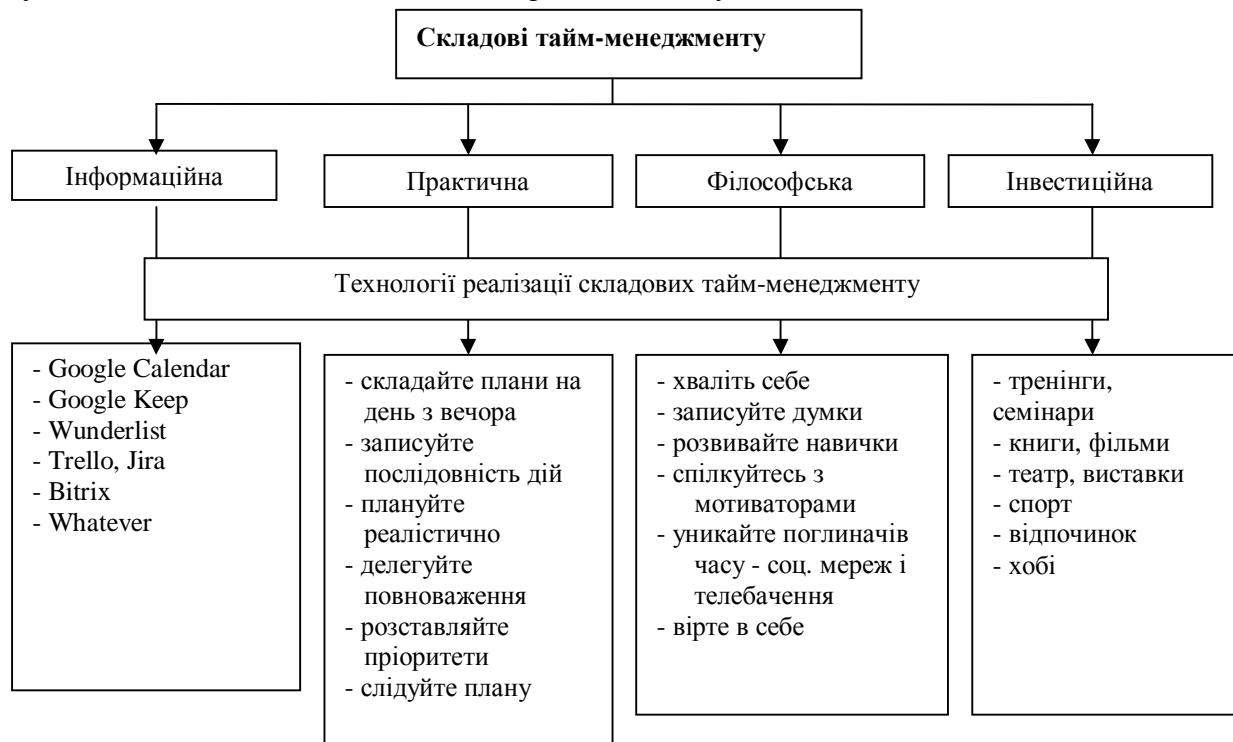 Складові тайм-менеджменту
Інформаційна
Практична
Філософська
Інвестиційна
Технології реалізації складових тайм-менеджменту
- Google Calendar
- Google Keep
- Wunderlist
- Trello, Jira
- Bitrix
- Whatever
- складайте плани на
день з вечора
- записуйте
послідовність дій
- плануйте
реалістично
- делегуйте
повноваження
- розставляйте
пріоритети
- слідуйте плану
- хваліть себе
- записуйте думки
- розвивайте навички
- спілкуйтесь з
мотиваторами
- уникайте поглиначів
часу - соц. мереж і
телебачення
- вірте в себе
- тренінги,
семінари
- книги, фільми
- театр, виставки
- спорт
- відпочинок
- хобі